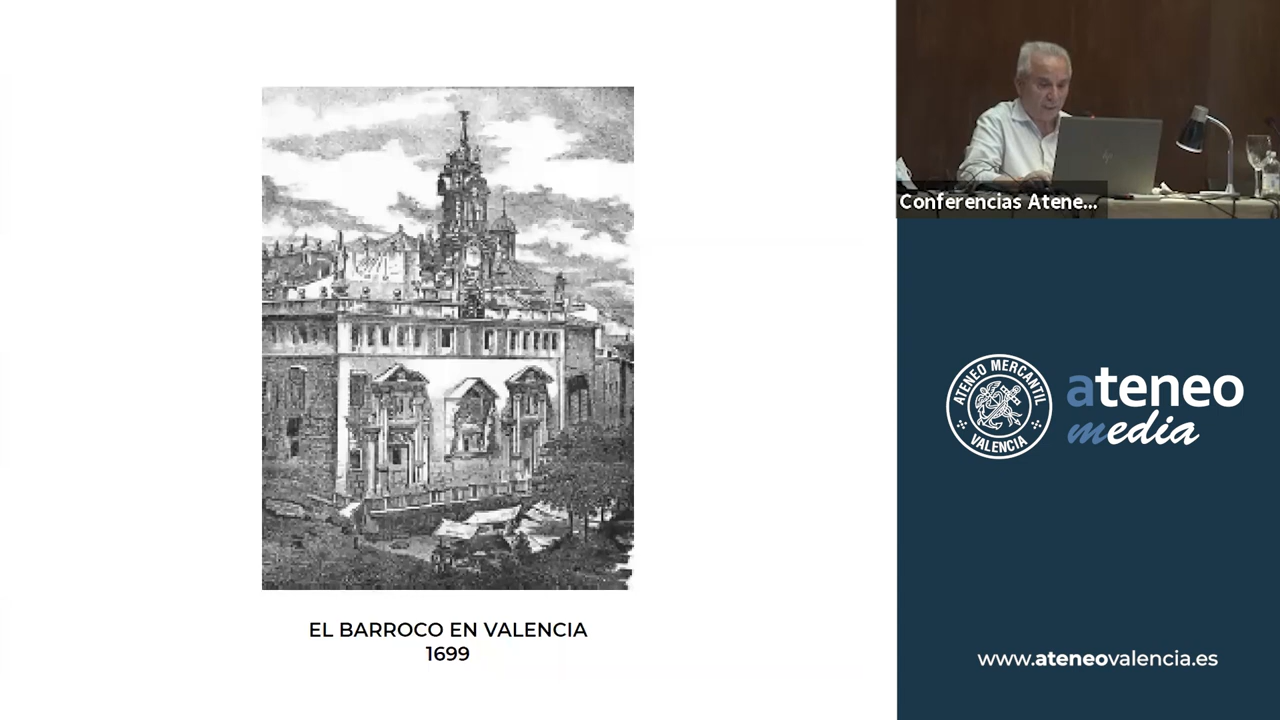 EL BARROCO EN VALENCIA
1699
Conferencias Atene...
ATENEO MERCANTIL
VALENCIA
ateneo
media
www.ateneovalencia.es